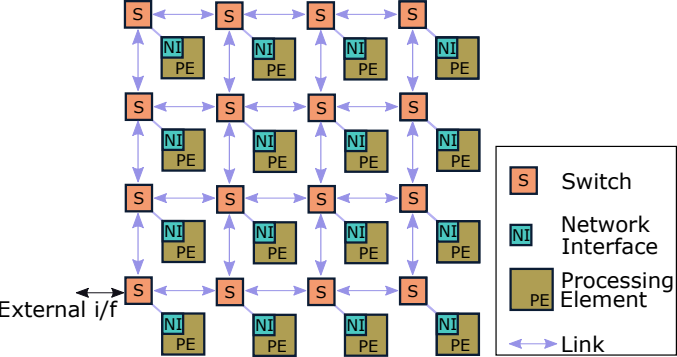 S S S S
NI NI NI NI
PE PE PE PE
S S S S
NI NI NI NI
PE PE PE PE
S S S S
NI NI NI NI
PE PE PE PE
S S S S
External i/f
NI NI NI NI
PE PE PE PE
S Switch
NI Network
Interface
Processing
PE Element
Link